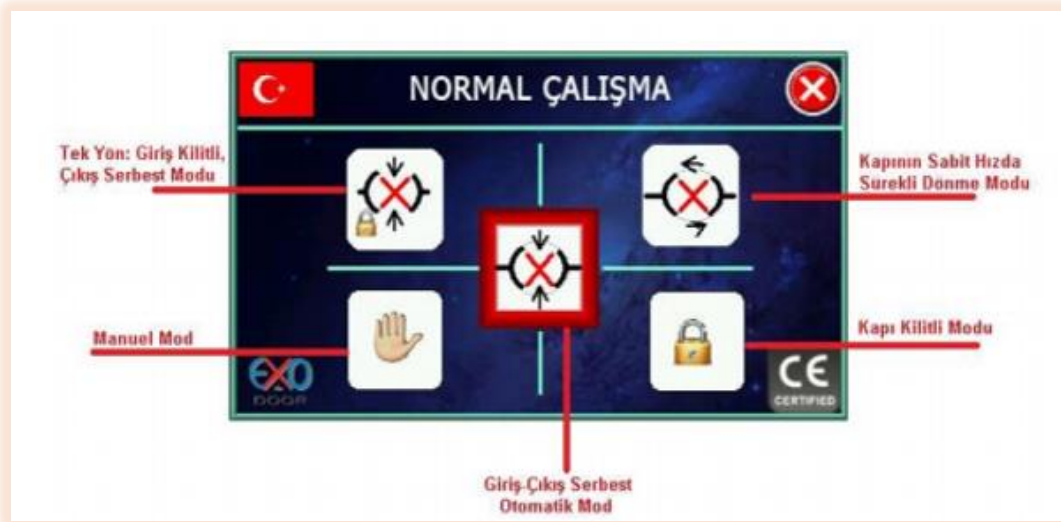 NORMAL ÇALIŞMA
Tek Yön: Giriş Kilitli,
Çıkış Serbest Modu
Kapının Sabit Hızda
Sürekli Dönme Modu
Manuel Mod
Kapı Kilitli Modu
EXO
DOOR
CE
CERTIFIED
Giriş-Çıkış Serbest
Otomatik Mod